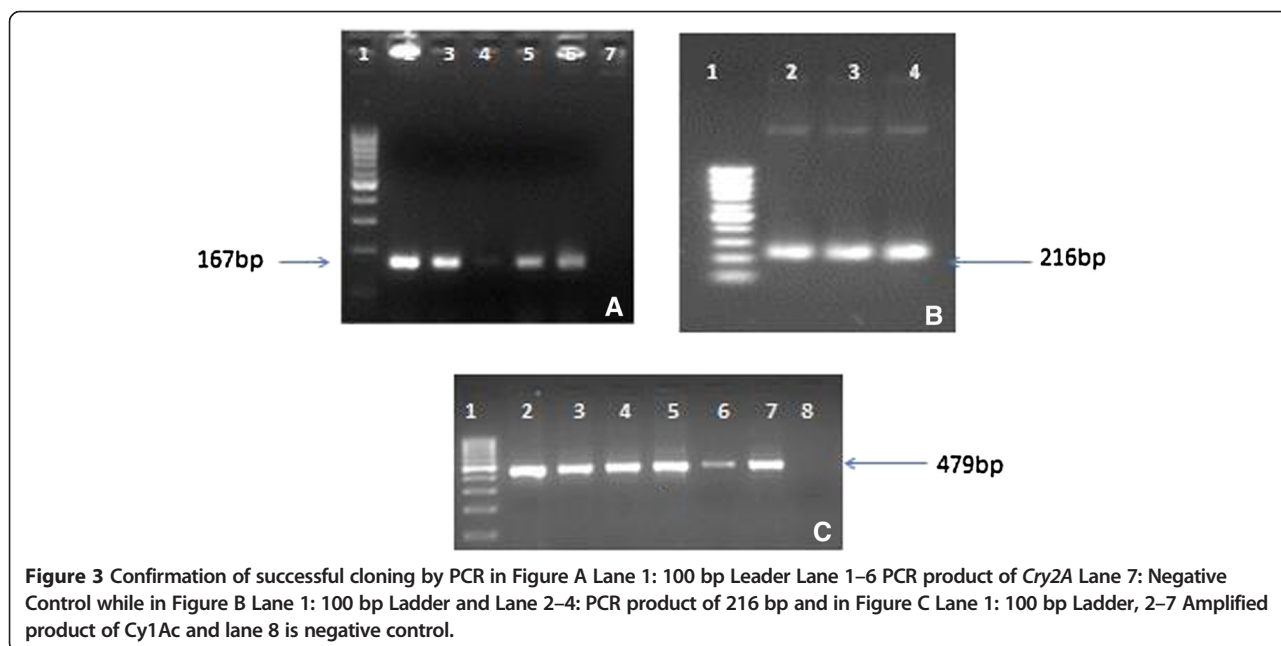 1 2 3 4 5 6 7
1 2 3 4
167bp
A
216bp
B
1 2 3 4 5 6 7 8
479bp
C
Figure 3 Confirmation of successful cloning by PCR in Figure A Lane 1: 100 bp Leader Lane 1–6 PCR product of Cry2A Lane 7: Negative
Control while in Figure B Lane 1: 100 bp Ladder and Lane 2–4: PCR product of 216 bp and in Figure C Lane 1: 100 bp Ladder, 2–7 Amplified
product of Cy1Ac and lane 8 is negative control.